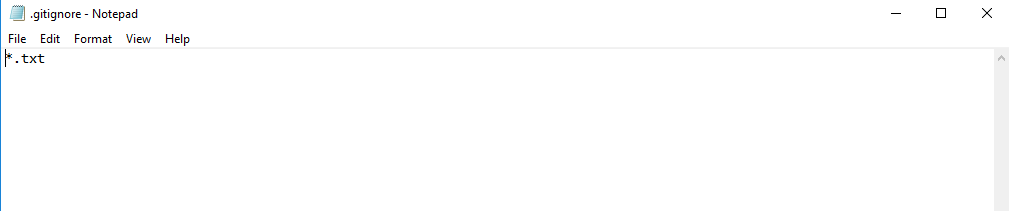 .gitignore - Notepad
File Edit Format View Help
*.txt